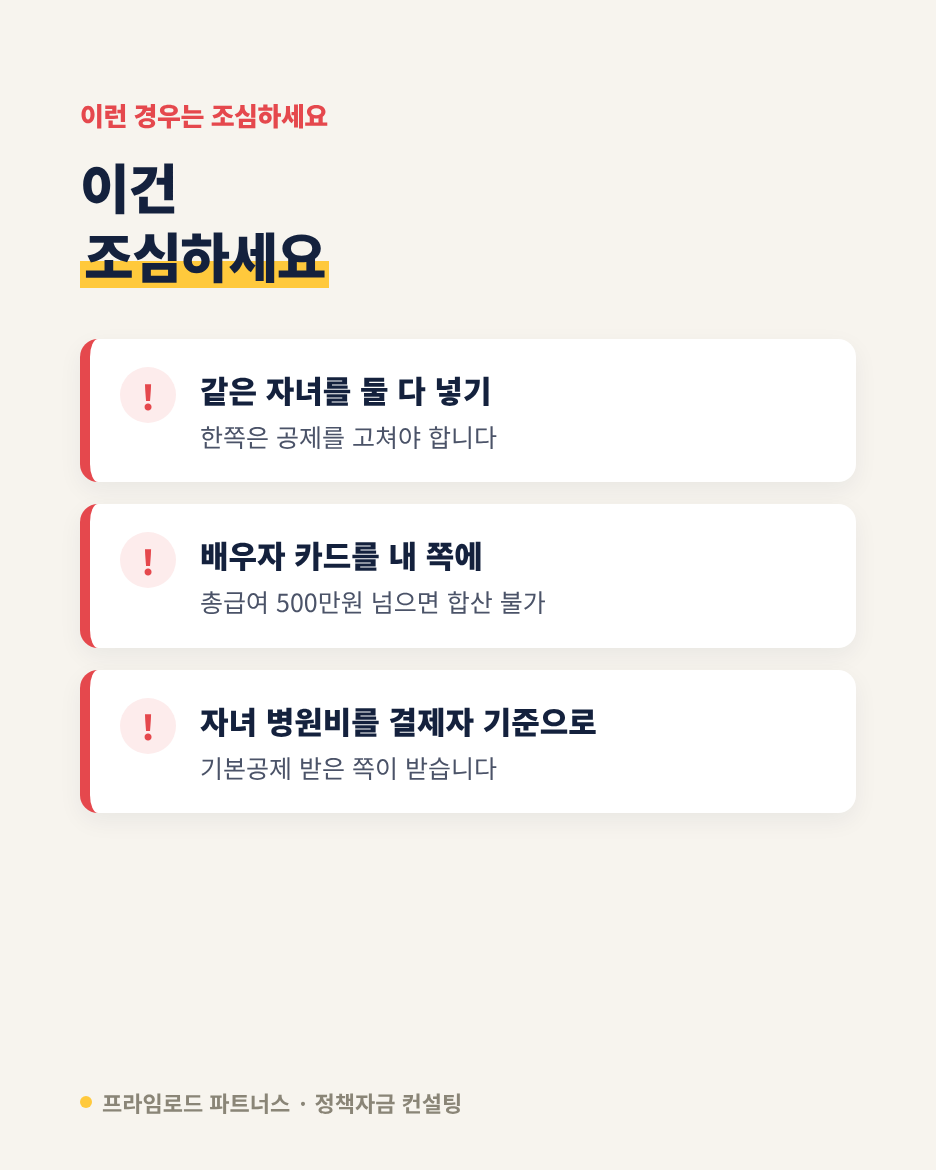 이런 경우는 조심하세요
이건
조심하세요
!
같은 자녀를 둘 다 넣기
한쪽은 공제를 고쳐야 합니다
!
배우자 카드를 내 쪽에
총급여 500만원 넘으면 합산 불가
!
자녀 병원비를 결제자 기준으로
기본공제 받은 쪽이 받습니다
프라임로드 파트너스 · 정책자금 컨설팅